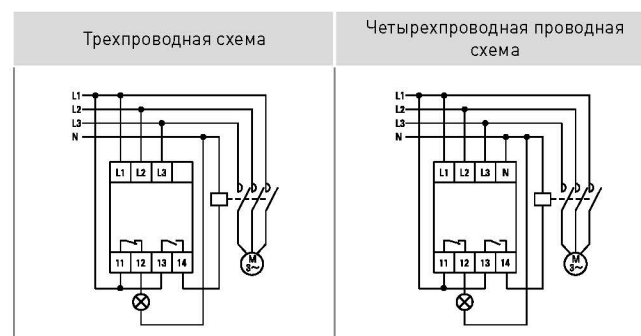 Трехпроводная схема
Четырехпроводная проводная
схема
L1
L2
L3
N
L1 L2 L3
11 12 13 14
M
3~
L1
L2
L3
N
L1 L2 L3 N
11 12 13 14
M
3~